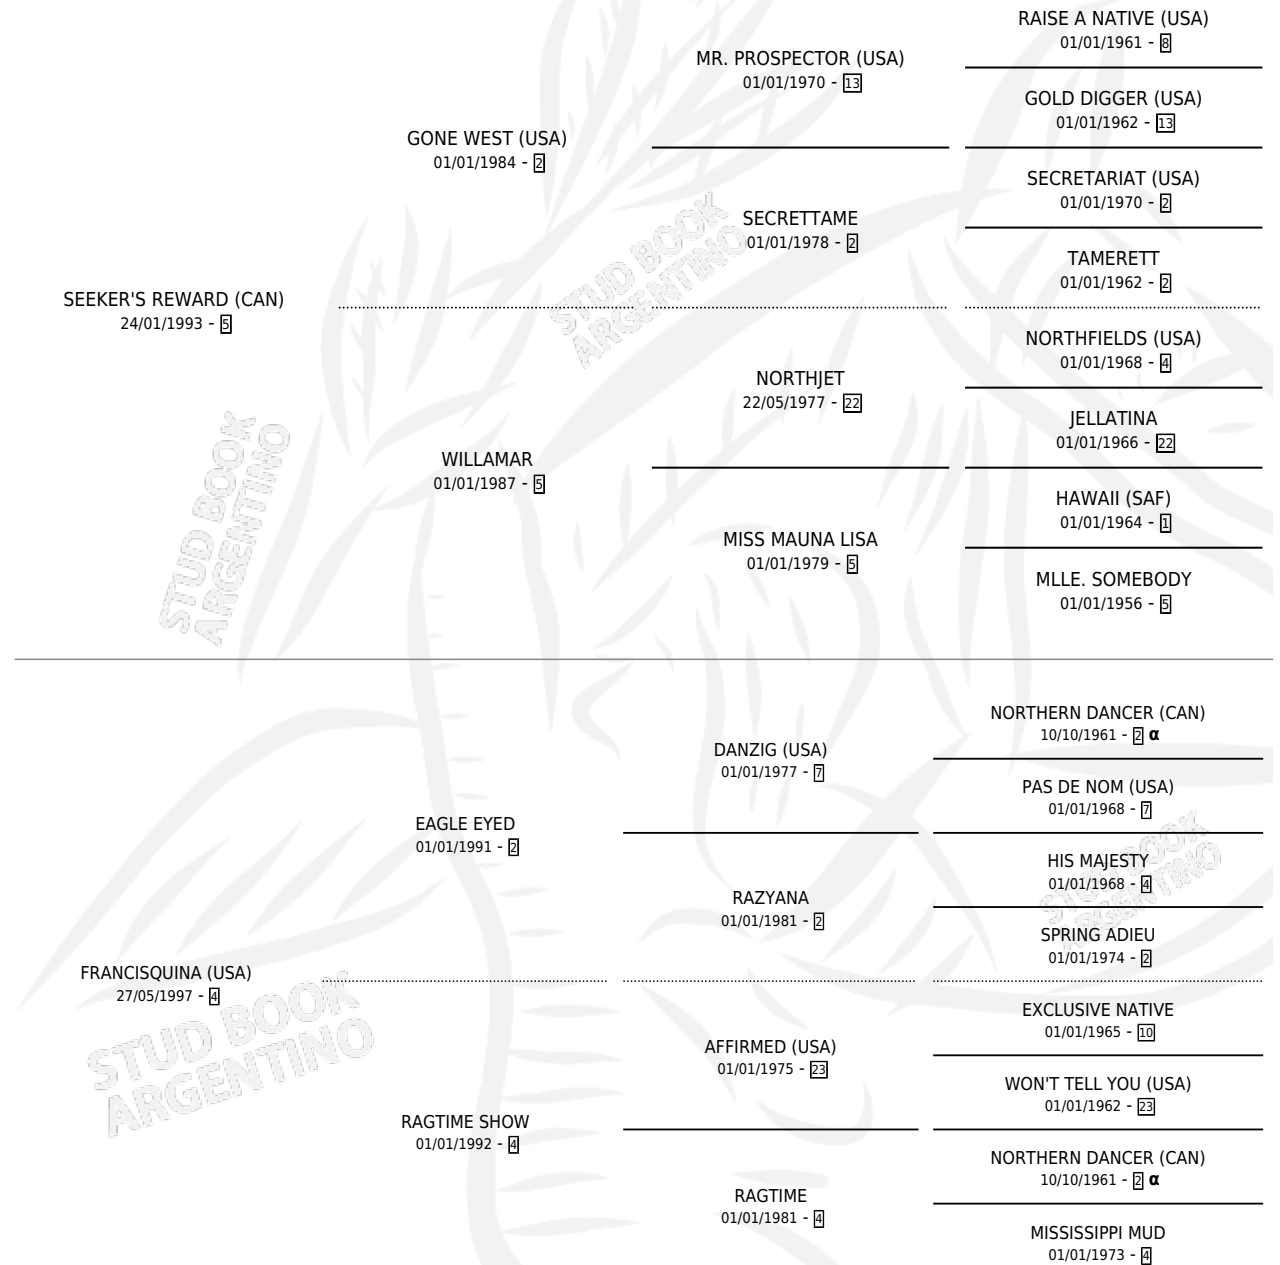 RAISE A NATIVE (USA)
01/01/1961 - 8
MR. PROSPECTOR (USA)
01/01/1970 - 13
GOLD DIGGER (USA)
01/01/1962 - 13
GONE WEST (USA)
01/01/1984 - 2
SECRETARIAT (USA)
01/01/1970 - 2
SECRETTAME
01/01/1978 - 2
TAMERETT
01/01/1962 - 2
STUD BOOK
ARGENTINO
SEEKER'S REWARD (CAN)
24/01/1993 - 5
NORTHFIELDS (USA)
01/01/1968 - 4
NORTHJET
22/05/1977 - 22
JELLATINA
01/01/1966 - 22
WILLAMAR
01/01/1987 - 5
HAWAII (SAF)
01/01/1964 - 1
MISS MAUNA LISA
01/01/1979 - 5
MLLE. SOMEBODY
01/01/1956 - 5
STUD BOOK
ARGENTINO
NORTHERN DANCER (CAN)
10/10/1961 - 2 α
DANZIG (USA)
01/01/1977 - 7
PAS DE NOM (USA)
01/01/1968 - 7
EAGLE EYED
01/01/1991 - 2
HIS MAJESTY
01/01/1968 - 4
RAZYANA
01/01/1981 - 2
SPRING ADIEU
01/01/1974 - 2
STUD BOOK
ARGENTINO
FRANCISQUINA (USA)
27/05/1997 - 4
EXCLUSIVE NATIVE
01/01/1965 - 10
AFFIRMED (USA)
01/01/1975 - 23
WON'T TELL YOU (USA)
01/01/1962 - 23
RAGTIME SHOW
01/01/1992 - 4
NORTHERN DANCER (CAN)
10/10/1961 - 2 α
RAGTIME
01/01/1981 - 4
MISSISSIPPI MUD
01/01/1973 - 4
STUD BOOK
ARGENTINO